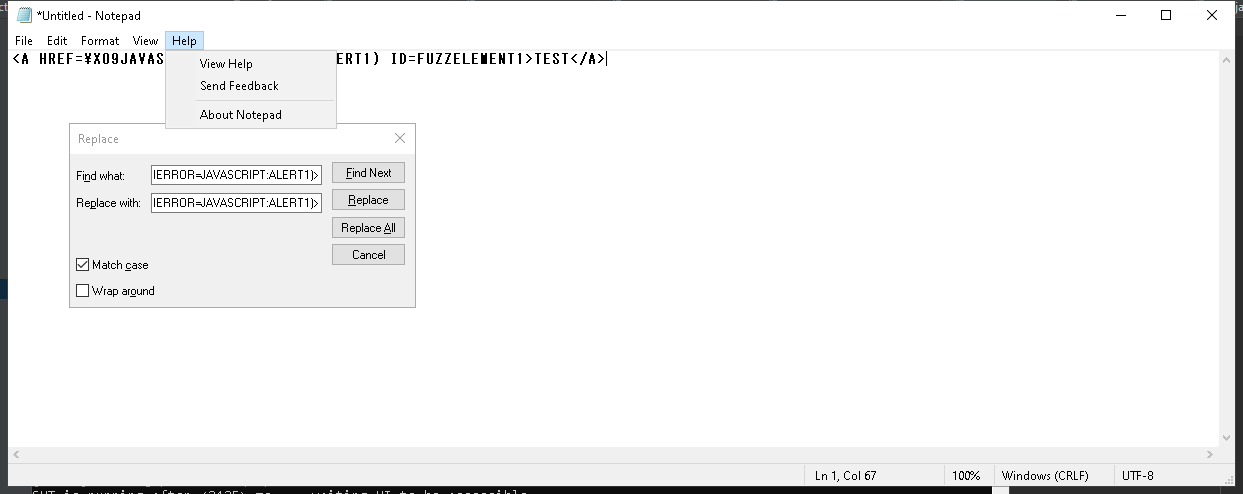 *Untitled - Notepad
File Edit Format View Help
<A HREF=¥X09JAVAS
ERT1) ID=FUZZELEMENT1>TEST</A>
View Help
Send Feedback
About Notepad
Replace
Find what:
IERROR=JAVASCRIPT:ALERT1)>
Find Next
Replace with:
IERROR=JAVASCRIPT:ALERT1)>
Replace
Replace All
Cancel
Match case
Wrap around
Ln 1, Col 67
100%
Windows (CRLF)
UTF-8